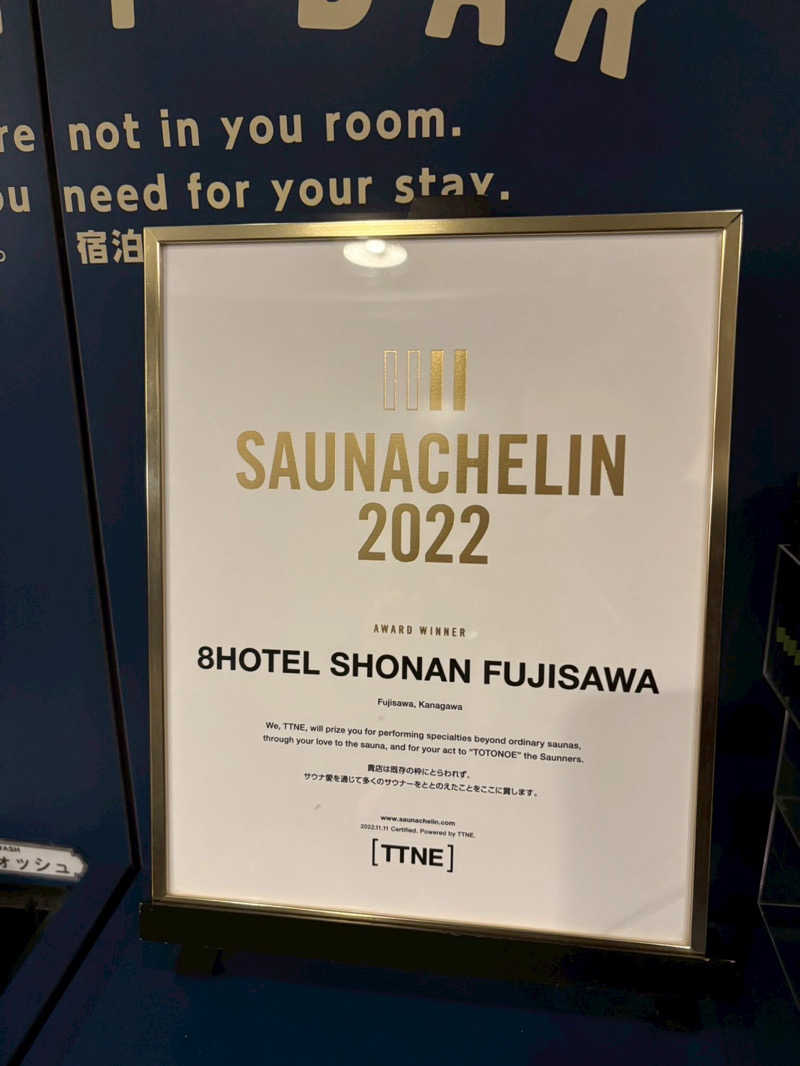 BAR
re not in you room.
ou need for your stay.
宿泊
SAUNACHELIN
2022
AWARD WINNER
8HOTEL SHONAN FUJISAWA
Fujisawa, Kanagawa
We, TTNE, will prize you for performing specialties beyond ordinary saunas,
through your love to the sauna, and for your act to “TOTONOE” the Saunners.
貴店は既存の枠にとらわれず、
サウナ愛を通じて多くのサウナーをととのえたことをここに賞します。
www.saunachelin.com
2022.11.11 Certified. Powered by TTNE.
[TTNE]
ォッシュ